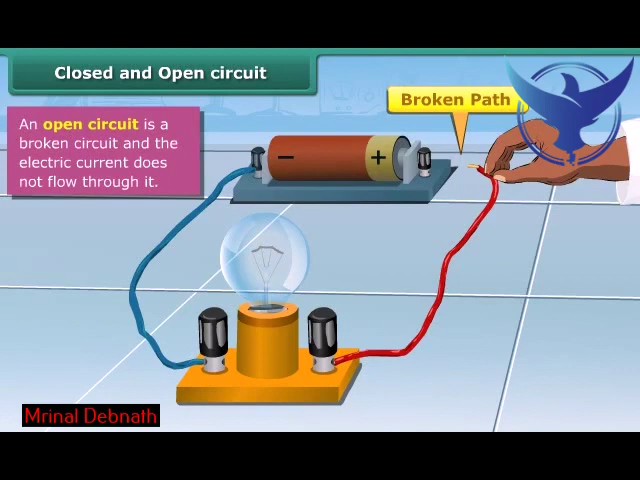 Closed and Open circuit
An open circuit is a
broken circuit and the
electric current does
not flow through it.
Broken Path
−
+
Mrinal Debnath